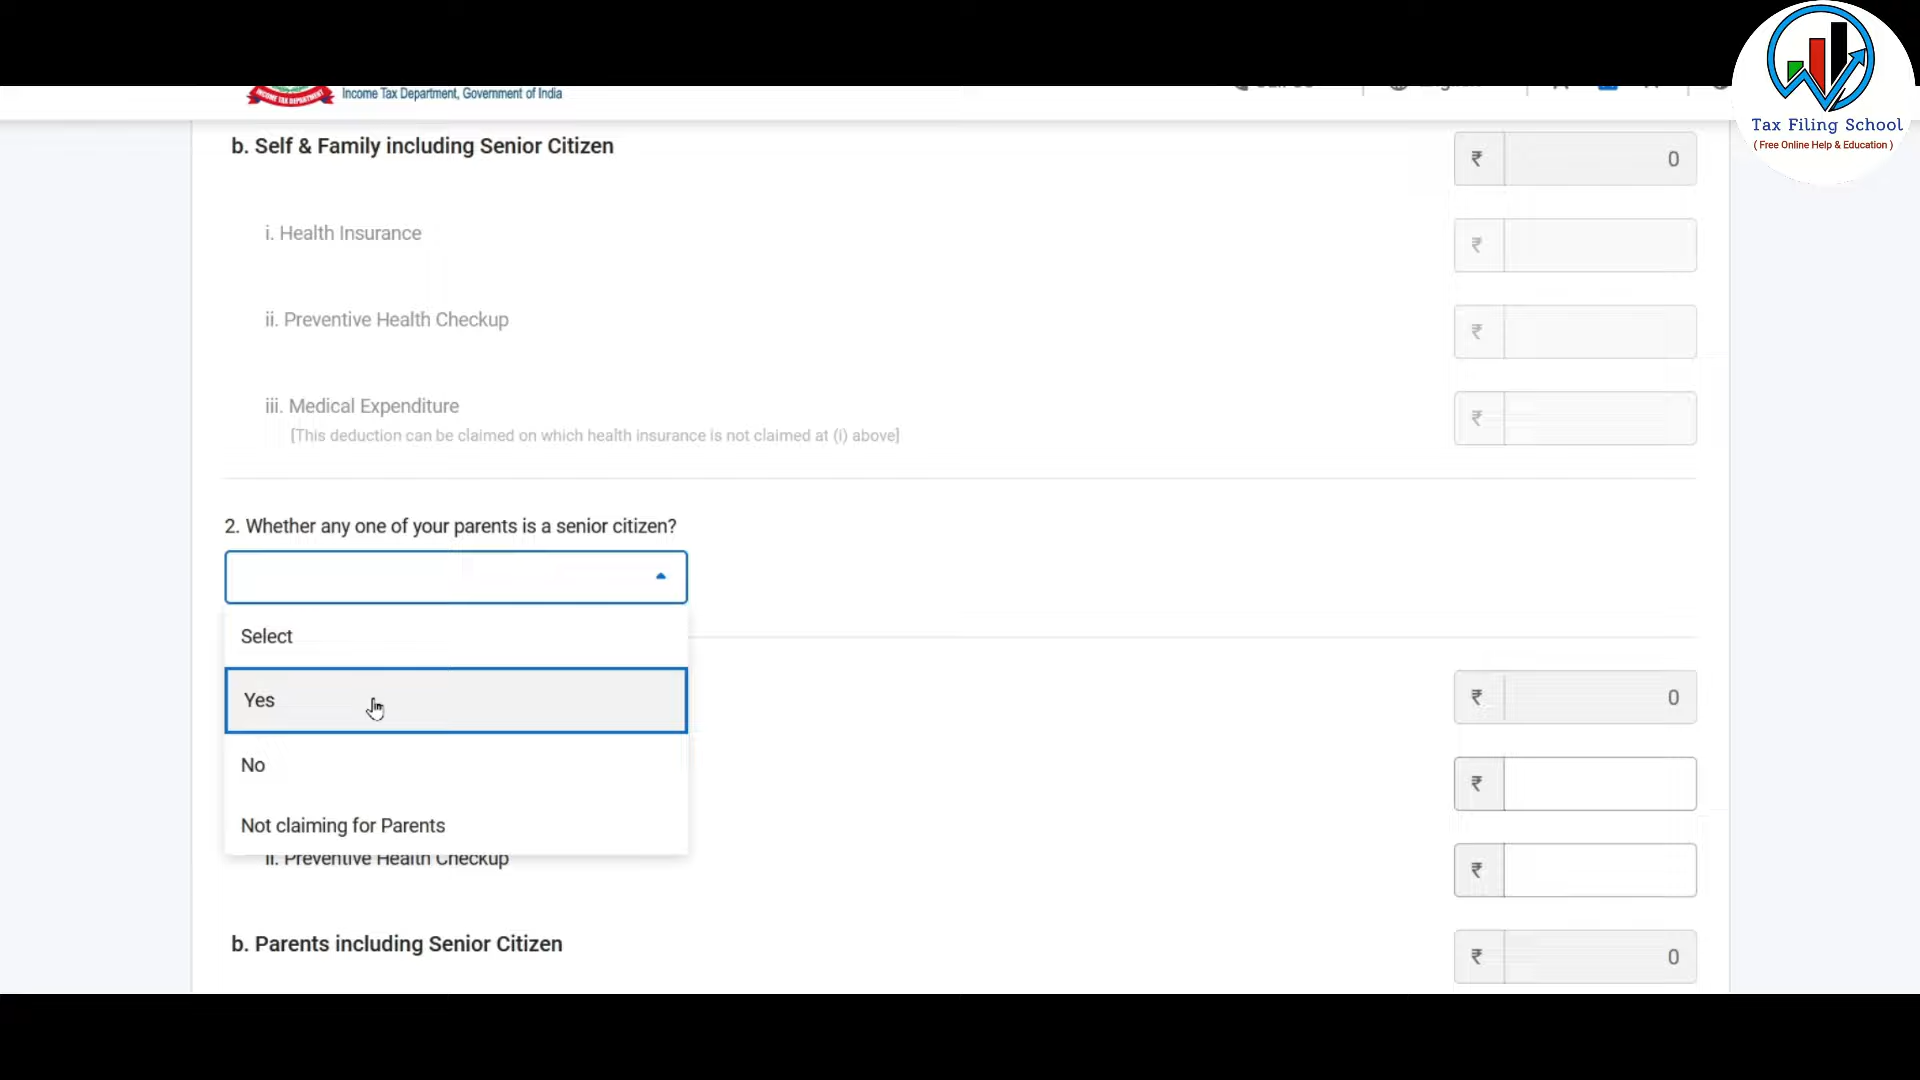 Tax Filing School
( Free Online Help & Education )
INCOME TAX DEPARTMENT
Income Tax Department, Government of India
b. Self & Family including Senior Citizen
₹ 0
i. Health Insurance
₹
ii. Preventive Health Checkup
₹
iii. Medical Expenditure
[This deduction can be claimed on which health insurance is not claimed at (i) above]
₹
2. Whether any one of your parents is a senior citizen?
Select
Yes
No
Not claiming for Parents
₹ 0
₹
ii. Preventive Health Checkup
₹
b. Parents including Senior Citizen
₹ 0